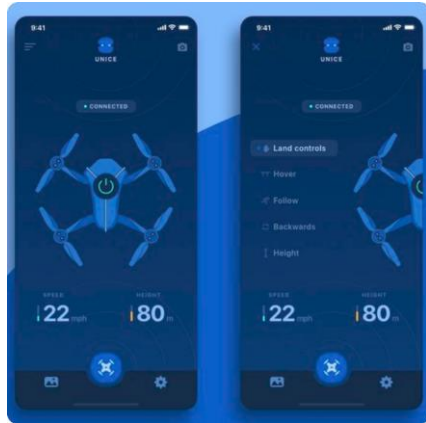 9:41
UNICE
CONNECTED
SPEED
HEIGHT
22 mph
80 m
9:41
UNICE
CONNECTED
Land controls
Hover
Follow
Backwards
Height
SPEED
HEIGHT
22 mph
80 m